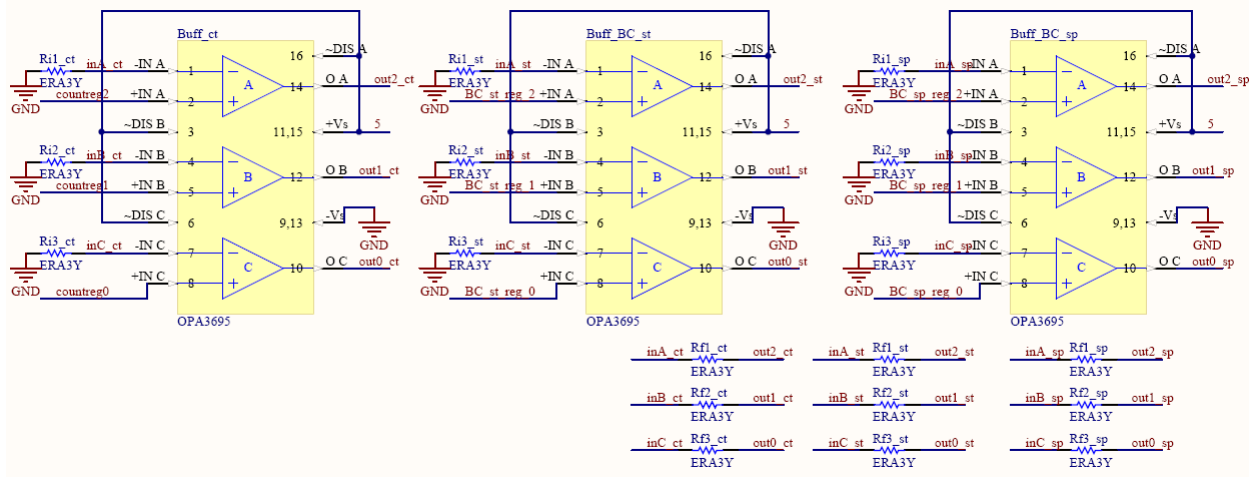 Buff_ct
16 ~DIS A
Ri1_ct inA_ct -IN A 1
ERA3Y
GND
countreg2 +IN A 2
A
14 O A out2_ct
~DIS B 3
11,15 +Vs 5
Ri2_ct inB_ct -IN B 4
ERA3Y
GND
countreg1 +IN B 5
B
12 O B out1_ct
~DIS C 6
9,13 -Vs
GND
Ri3_ct inC_ct -IN C 7
ERA3Y
GND
countreg0 +IN C 8
C
10 O C out0_ct
OPA3695
Buff_BC_st
16 ~DIS A
Ri1_st inA_st -IN A 1
ERA3Y
GND
BC_st_reg_2 +IN A 2
A
14 O A out2_st
~DIS B 3
11,15 +Vs 5
Ri2_st inB_st -IN B 4
ERA3Y
GND
BC_st_reg_1 +IN B 5
B
12 O B out1_st
~DIS C 6
9,13 -Vs
GND
Ri3_st inC_st -IN C 7
ERA3Y
GND
BC_st_reg_0 +IN C 8
C
10 O C out0_st
OPA3695
Buff_BC_sp
16 ~DIS A
Ri1_sp inA_sp -IN A 1
ERA3Y
GND
BC_sp_reg_2 +IN A 2
A
14 O A out2_sp
~DIS B 3
11,15 +Vs 5
Ri2_sp inB_sp -IN B 4
ERA3Y
GND
BC_sp_reg_1 +IN B 5
B
12 O B out1_sp
~DIS C 6
9,13 -Vs
GND
Ri3_sp inC_sp -IN C 7
ERA3Y
GND
BC_sp_reg_0 +IN C 8
C
10 O C out0_sp
OPA3695
inA_ct Rf1_ct out2_ct
ERA3Y
inA_st Rf1_st out2_st
ERA3Y
inA_sp Rf1_sp out2_sp
ERA3Y
inB_ct Rf2_ct out1_ct
ERA3Y
inB_st Rf2_st out1_st
ERA3Y
inB_sp Rf2_sp out1_sp
ERA3Y
inC_ct Rf3_ct out0_ct
ERA3Y
inC_st Rf3_st out0_st
ERA3Y
inC_sp Rf3_sp out0_sp
ERA3Y